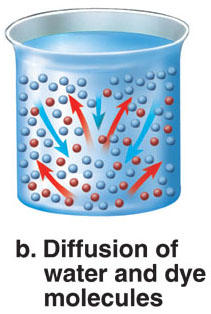 b. Diffusion of
water and dye
molecules